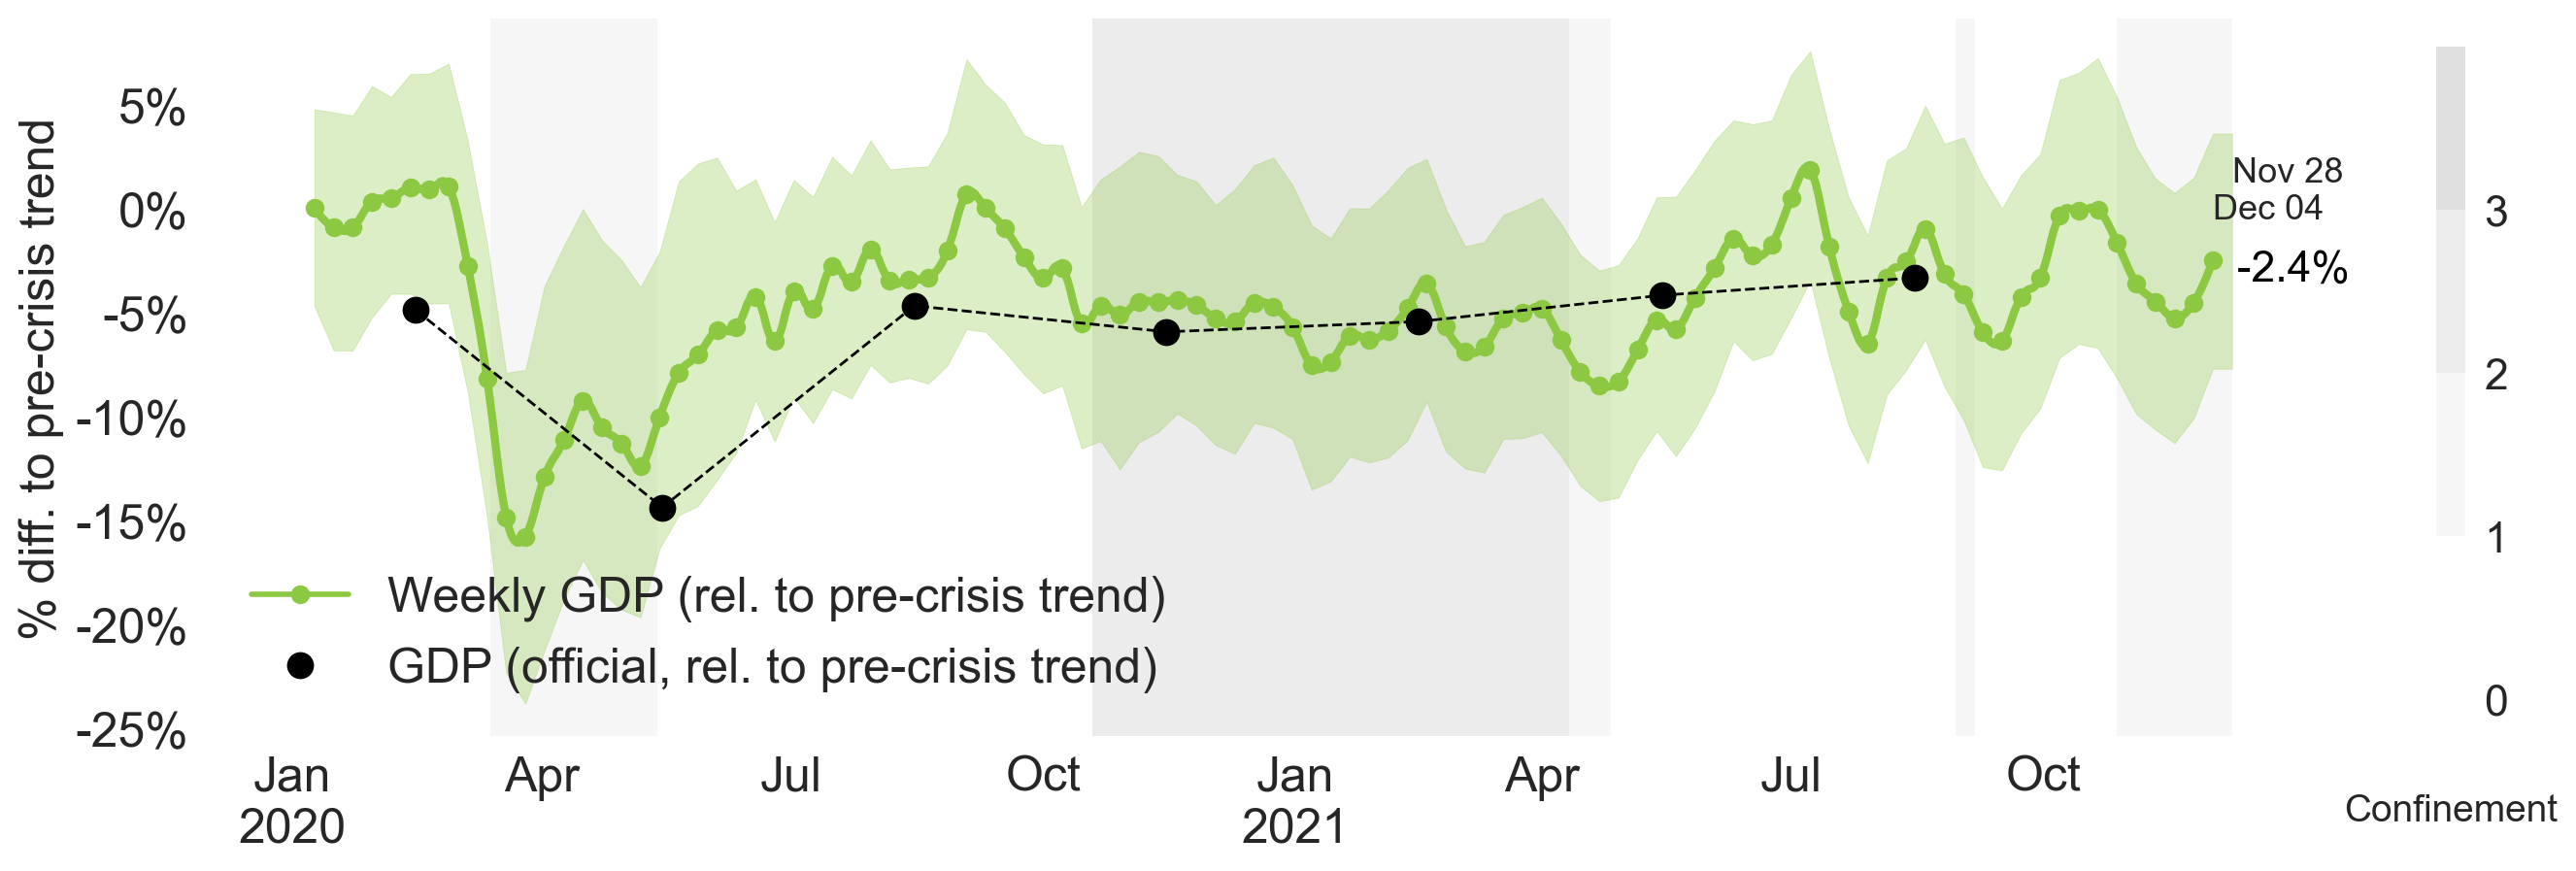 % diff. to pre-crisis trend
5%
0%
-5%
-10%
-15%
-20%
-25%
Nov 28
Dec 04
-2.4%
Weekly GDP (rel. to pre-crisis trend)
GDP (official, rel. to pre-crisis trend)
Jan Apr Jul Oct Jan Apr Jul Oct
2020 2021
3
2
1
0
Confinement